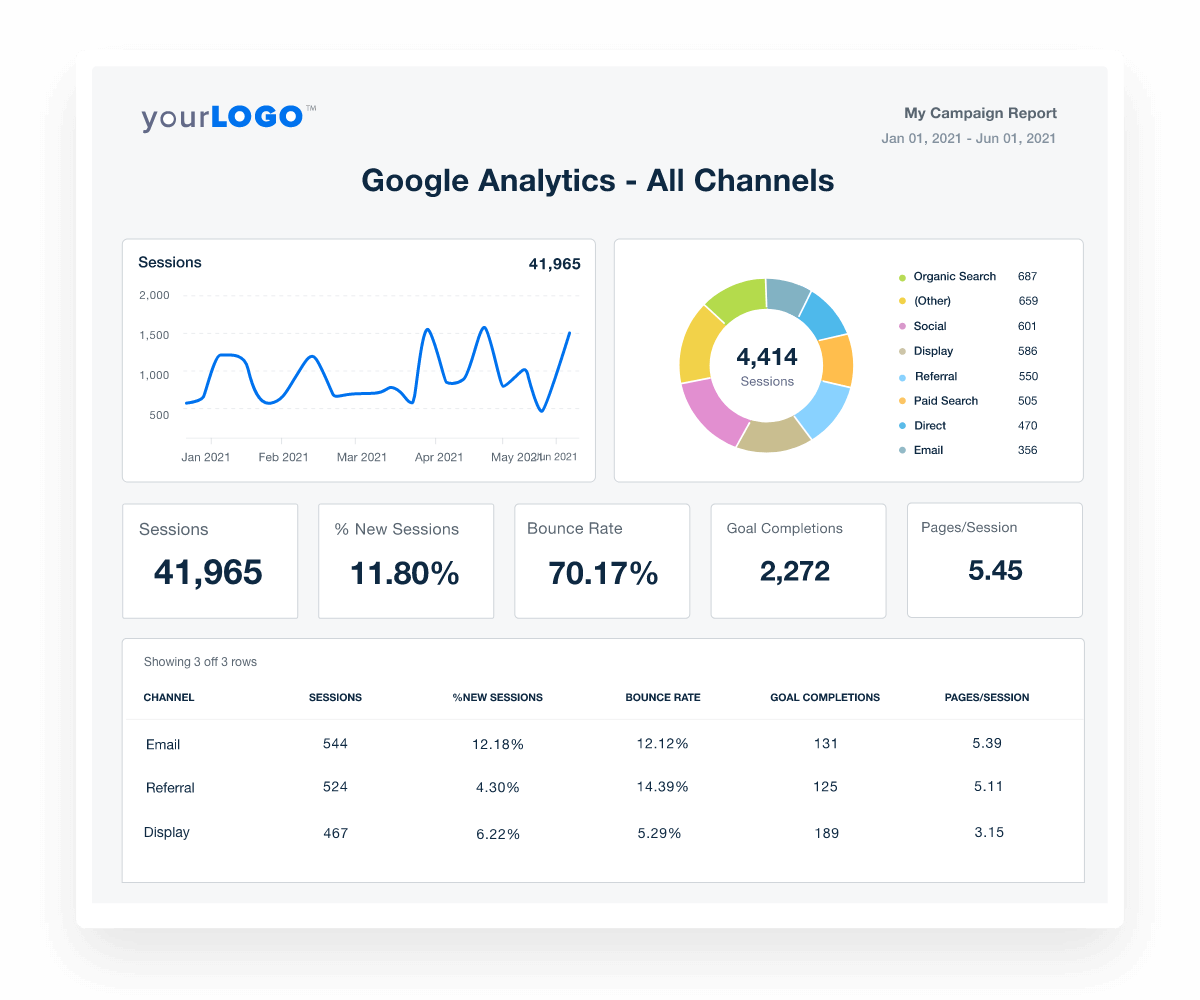 yourLOGO™
My Campaign Report
Jan 01, 2021 - Jun 01, 2021
Google Analytics - All Channels
Sessions 41,965
2,000
1,500
1,000
500
Jan 2021 Feb 2021 Mar 2021 Apr 2021 May 2021 Jun 2021
4,414
Sessions
Organic Search 687
(Other) 659
Social 601
Display 586
Referral 550
Paid Search 505
Direct 470
Email 356
Sessions
41,965
% New Sessions
11.80%
Bounce Rate
70.17%
Goal Completions
2,272
Pages/Session
5.45
Showing 3 off 3 rows
CHANNEL SESSIONS %NEW SESSIONS BOUNCE RATE GOAL COMPLETIONS PAGES/SESSION
Email 544 12.18% 12.12% 131 5.39
Referral 524 4.30% 14.39% 125 5.11
Display 467 6.22% 5.29% 189 3.15